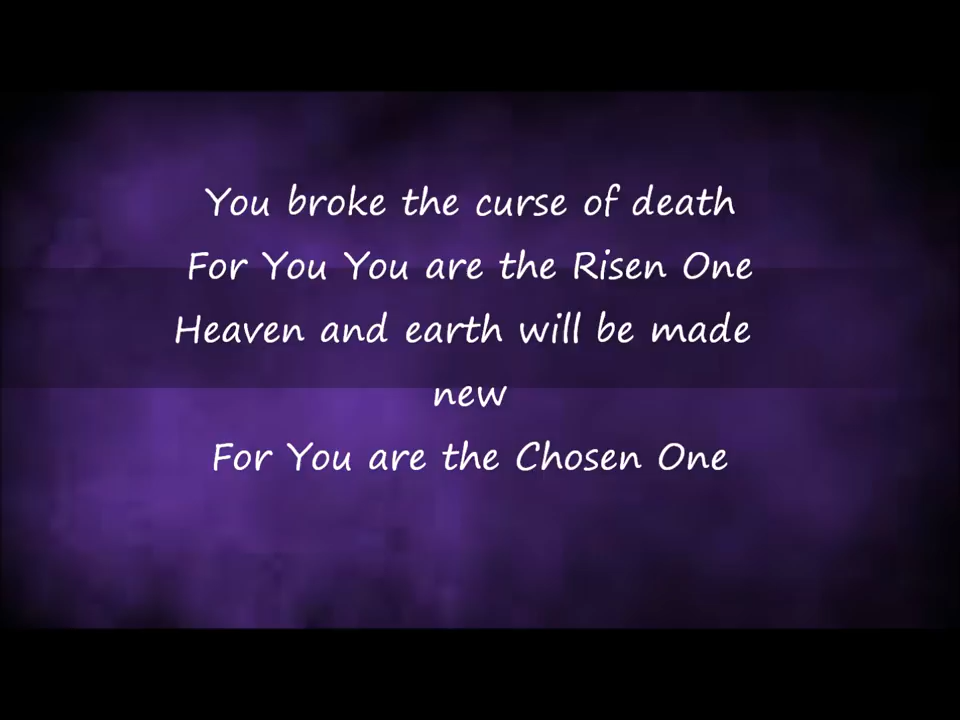 You broke the curse of death
For You You are the Risen One
Heaven and earth will be made
new
For You are the Chosen One